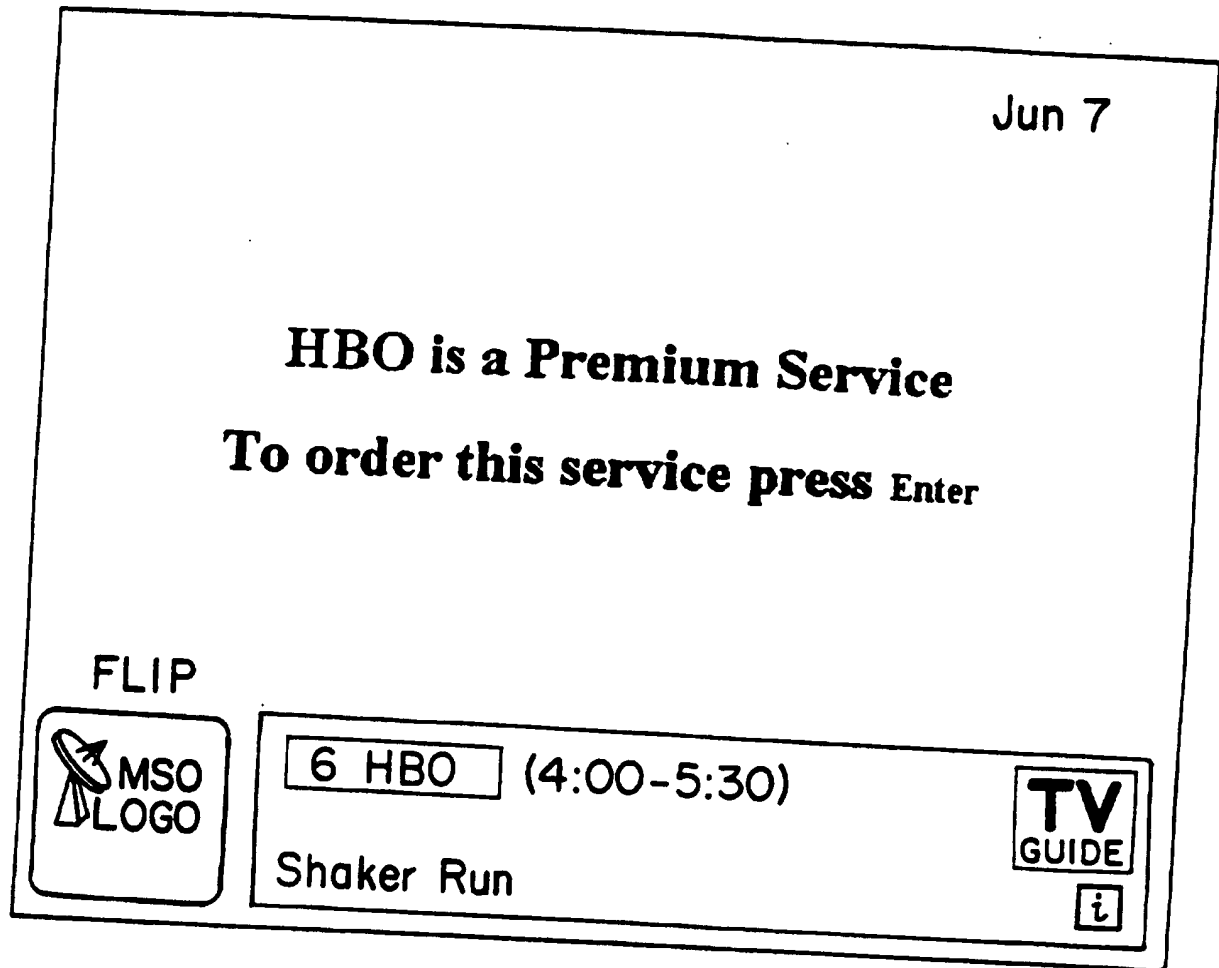 Jun 7
HBO is a Premium Service
To order this service press Enter
FLIP
MSO
LOGO
6 HBO (4:00-5:30)
Shaker Run
TV
GUIDE
i